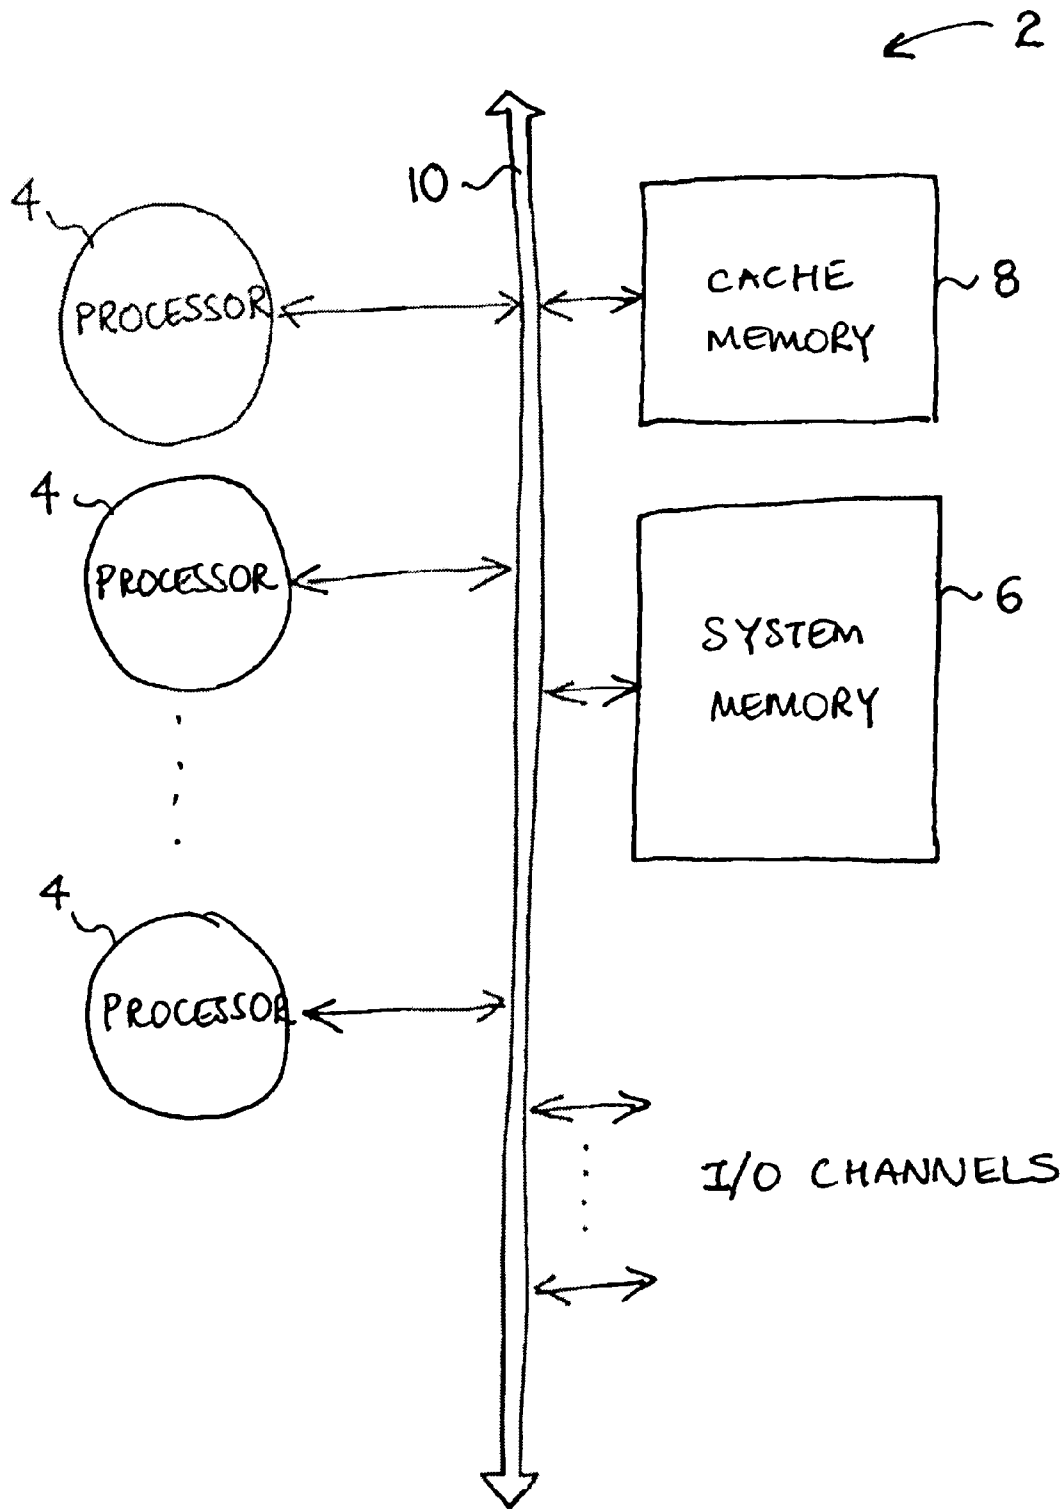 2
10
4
PROCESSOR
CACHE
MEMORY
8
4
PROCESSOR
6
SYSTEM
MEMORY
4
PROCESSOR
I/O CHANNELS